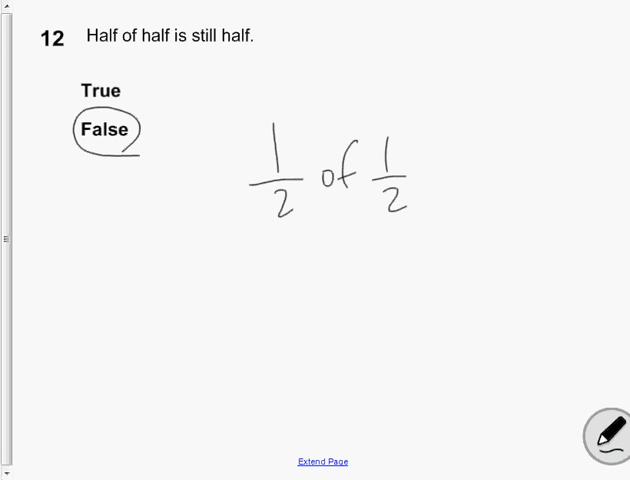 12 Half of half is still half.
True
False
1/2 of 1/2
Extend Page